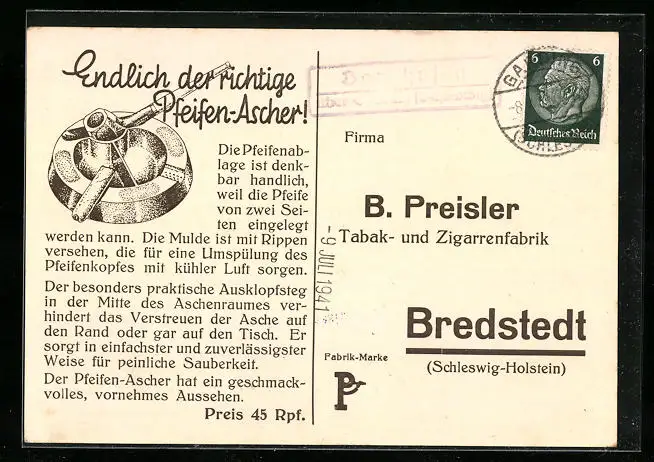 Endlich der richtige
Pfeifen-Ascher!
Die Pfeifenab-
lage ist denk-
bar handlich,
weil die Pfeife
von zwei Sei-
ten eingelegt
werden kann. Die Mulde ist mit Rippen
versehen, die für eine Umspülung des
Pfeifenkopfes mit kühler Luft sorgen.
Der besonders praktische Ausklopfsteg
in der Mitte des Aschenraumes ver-
hindert das Verstreuen der Asche auf
den Rand oder gar auf den Tisch. Er
sorgt in einfachster und zuverlässigster
Weise für peinliche Sauberkeit.
Der Pfeifen-Ascher hat ein geschmack-
volles, vornehmes Aussehen.
Preis 45 Rpf.
6 6
Deutsches Reich
(SCHLES
Firma
B. Preisler
Tabak- und Zigarrenfabrik
-9. JULI 1941
Bredstedt
(Schleswig-Holstein)
Fabrik-Marke
P